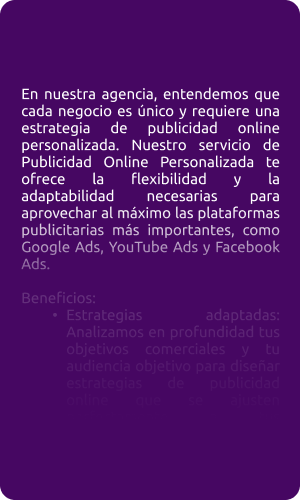 En nuestra agencia, entendemos que
cada negocio es único y requiere una
estrategia de publicidad online
personalizada. Nuestro servicio de
Publicidad Online Personalizada te
ofrece la flexibilidad y la
adaptabilidad necesarias para
aprovechar al máximo las plataformas
publicitarias más importantes, como
Google Ads, YouTube Ads y Facebook
Ads.
Beneficios:
• Estrategias adaptadas:
Analizamos en profundidad tus
objetivos comerciales y tu
audiencia objetivo para diseñar
estrategias de publicidad
online que se ajusten